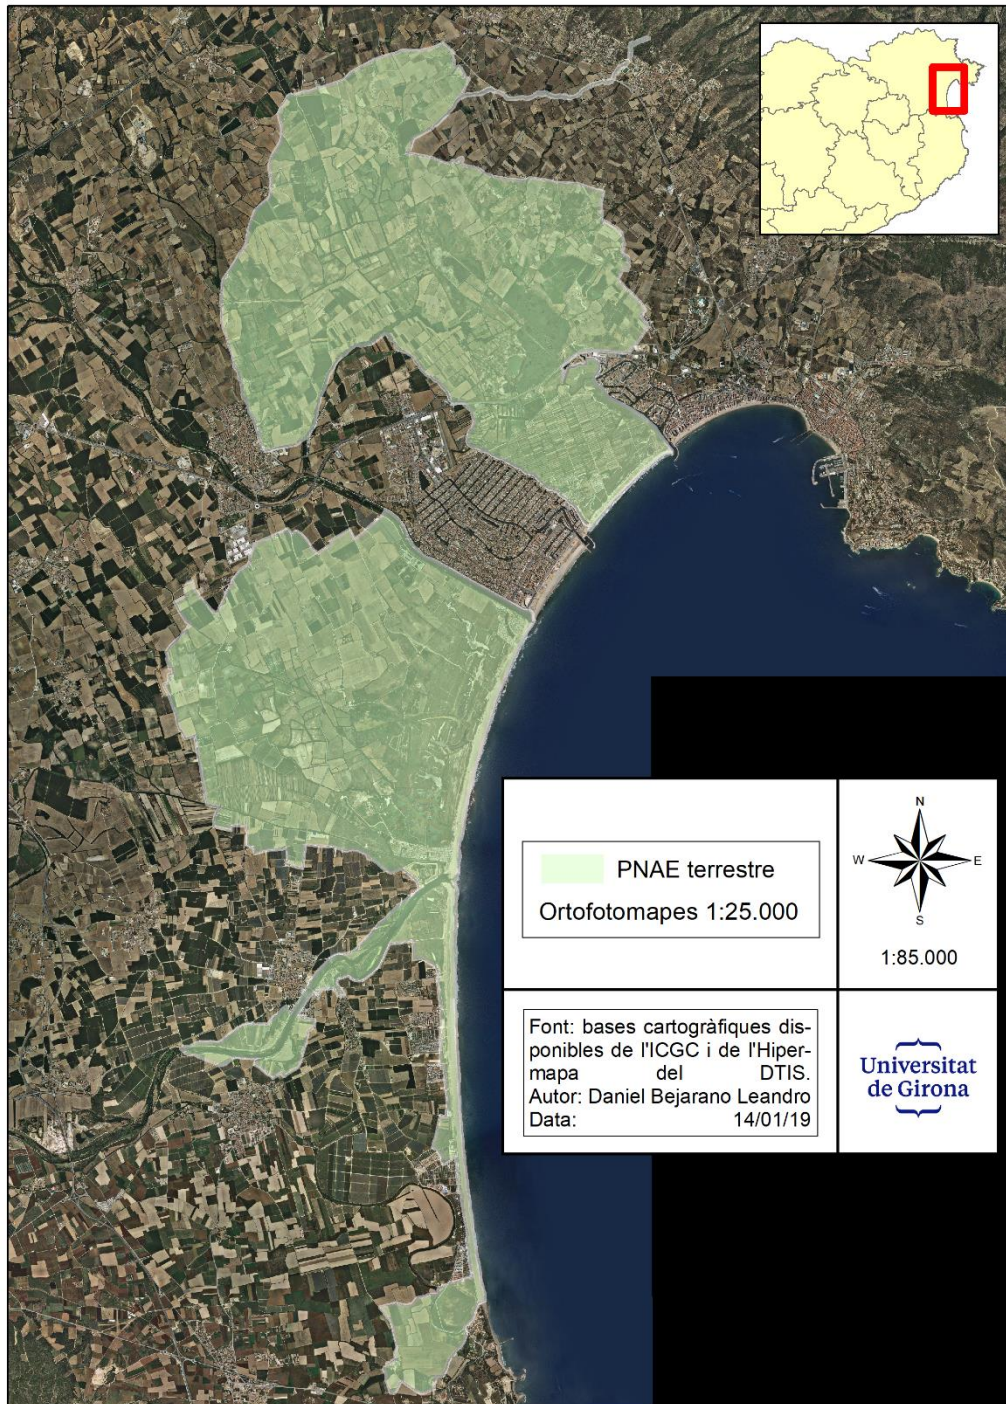 PNAE terrestre
Ortofotomapes 1:25.000
N
W E
S
1:85.000
Font: bases cartogràfiques dis-
ponibles de l'ICGC i de l'Hiper-
mapa del DTIS.
Autor: Daniel Bejarano Leandro
Data: 14/01/19
Universitat
de Girona